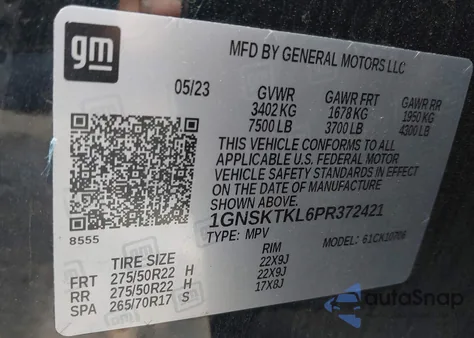 gm
MFD BY GENERAL MOTORS LLC
05/23 GVWR GAWR FRT GAWR RR
3402 KG 1678 KG 1950 KG
7500 LB 3700 LB 4300 LB
THIS VEHICLE CONFORMS TO ALL
APPLICABLE U.S. FEDERAL MOTOR
VEHICLE SAFETY STANDARDS IN
EFFECT ON THE DATE OF MANUFACTURE
SHOWN ABOVE.
1GNSKTKL6PR372421
8555 TYPE: MPV MODEL: 61CK10706
TIRE SIZE RIM
FRT 275/50R22 H 22X9J
RR 275/50R22 H 22X9J
SPA 265/70R17 S 17X8J
autoSnap